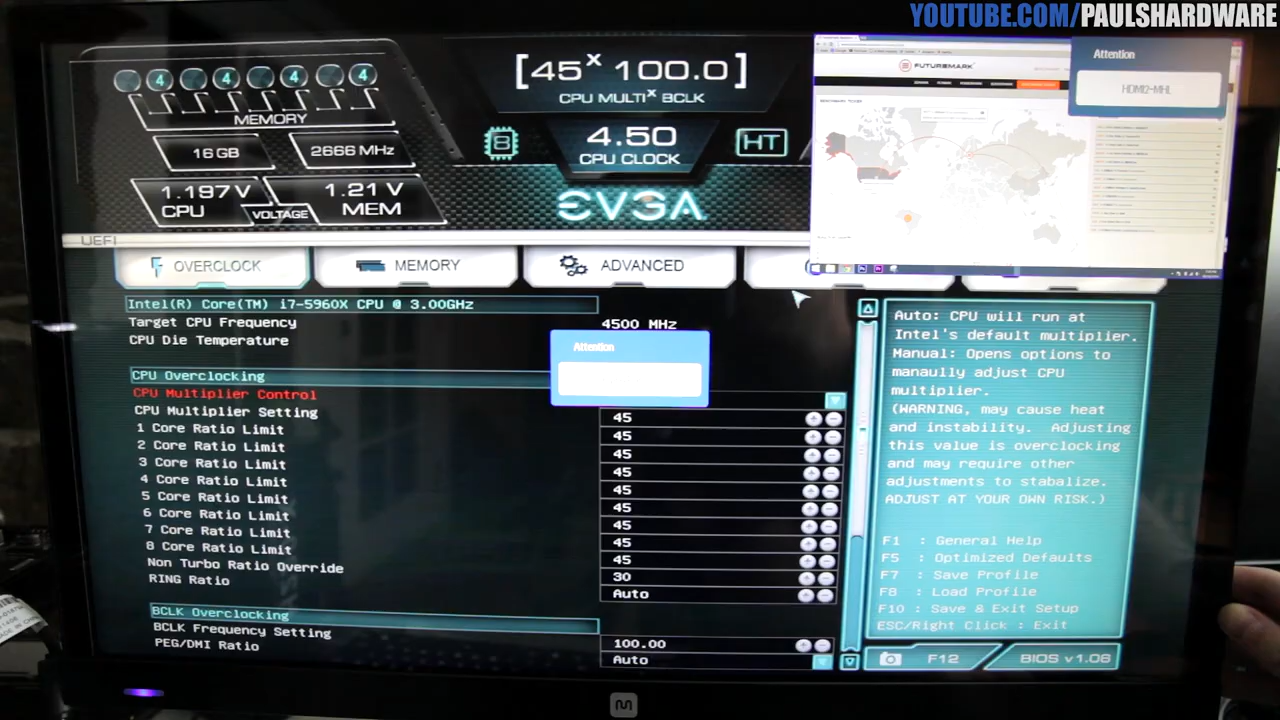 YOUTUBE.COM/PAULSHARDWARE
4 4 4 4
MEMORY
16GB
2666 MHz
1.197V
CPU
VOLTAGE
1.21 V
MEM
[45x 100.0]
CPU MULTI x BCLK
8
4.50
CPU CLOCK
HT
EVGA
FUTUREMARK
Attention
HDMI2-MHL
UEFI
OVERCLOCK
MEMORY
ADVANCED
Intel(R) Core(TM) i7-5960X CPU @ 3.00GHz
Target CPU Frequency 4500 MHz
CPU Die Temperature
Attention
CPU Overclocking
CPU Multiplier Control
CPU Multiplier Setting 45
1 Core Ratio Limit 45
2 Core Ratio Limit 45
3 Core Ratio Limit 45
4 Core Ratio Limit 45
5 Core Ratio Limit 45
6 Core Ratio Limit 45
7 Core Ratio Limit 45
8 Core Ratio Limit 45
Non Turbo Ratio Override 30
RING Ratio Auto
BCLK Overclocking
BCLK Frequency Setting 100.00
PEG/DMI Ratio Auto
Auto: CPU will run at
Intel's default multiplier.
Manual: Opens options to
manaully adjust CPU
multiplier.
(WARNING, may cause heat
and instability. Adjusting
this value is overclocking
and may require other
adjustments to stabalize.
ADJUST AT YOUR OWN RISK.)
F1 : General Help
F5 : Optimized Defaults
F7 : Save Profile
F8 : Load Profile
F10 : Save & Exit Setup
ESC/Right Click : Exit
F12
BIOS v1.08